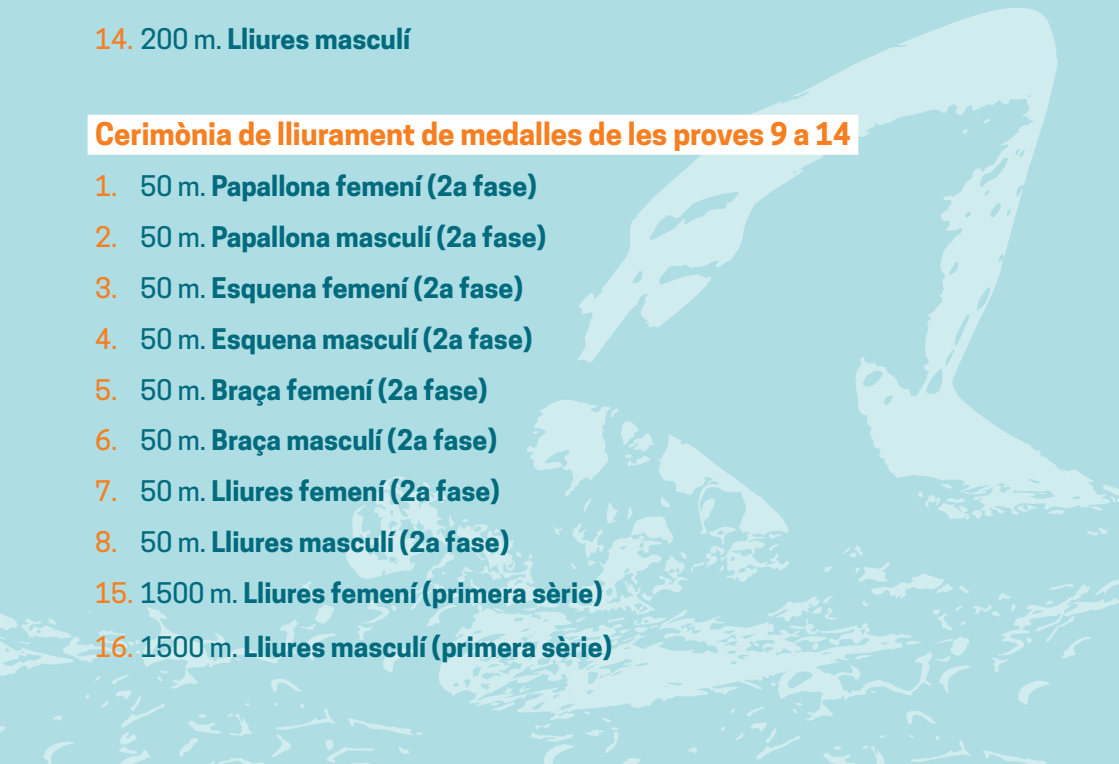 14. 200 m. Lliures masculí
Cerimònia de lliurament de medalles de les proves 9 a 14
1. 50 m. Papallona femení (2a fase)
2. 50 m. Papallona masculí (2a fase)
3. 50 m. Esquena femení (2a fase)
4. 50 m. Esquena masculí (2a fase)
5. 50 m. Braça femení (2a fase)
6. 50 m. Braça masculí (2a fase)
7. 50 m. Lliures femení (2a fase)
8. 50 m. Lliures masculí (2a fase)
15. 1500 m. Lliures femení (primera sèrie)
16. 1500 m. Lliures masculí (primera sèrie)